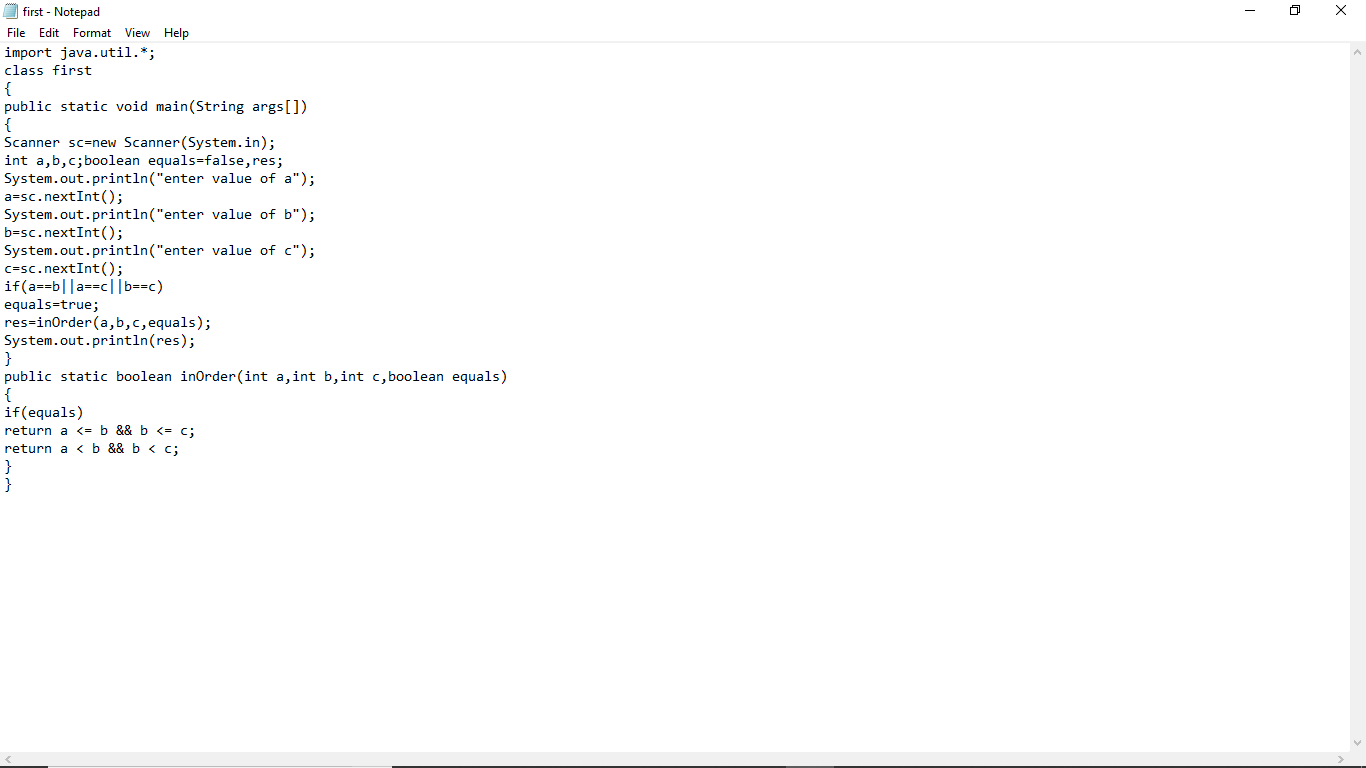 first - Notepad
File Edit Format View Help
import java.util.*;
class first
{
public static void main(String args[])
{
Scanner sc=new Scanner(System.in);
int a,b,c;boolean equals=false,res;
System.out.println("enter value of a");
a=sc.nextInt();
System.out.println("enter value of b");
b=sc.nextInt();
System.out.println("enter value of c");
c=sc.nextInt();
if(a==b||a==c||b==c)
equals=true;
res=inOrder(a,b,c,equals);
System.out.println(res);
}
public static boolean inOrder(int a,int b,int c,boolean equals)
{
if(equals)
return a <= b && b <= c;
return a < b && b < c;
}
}